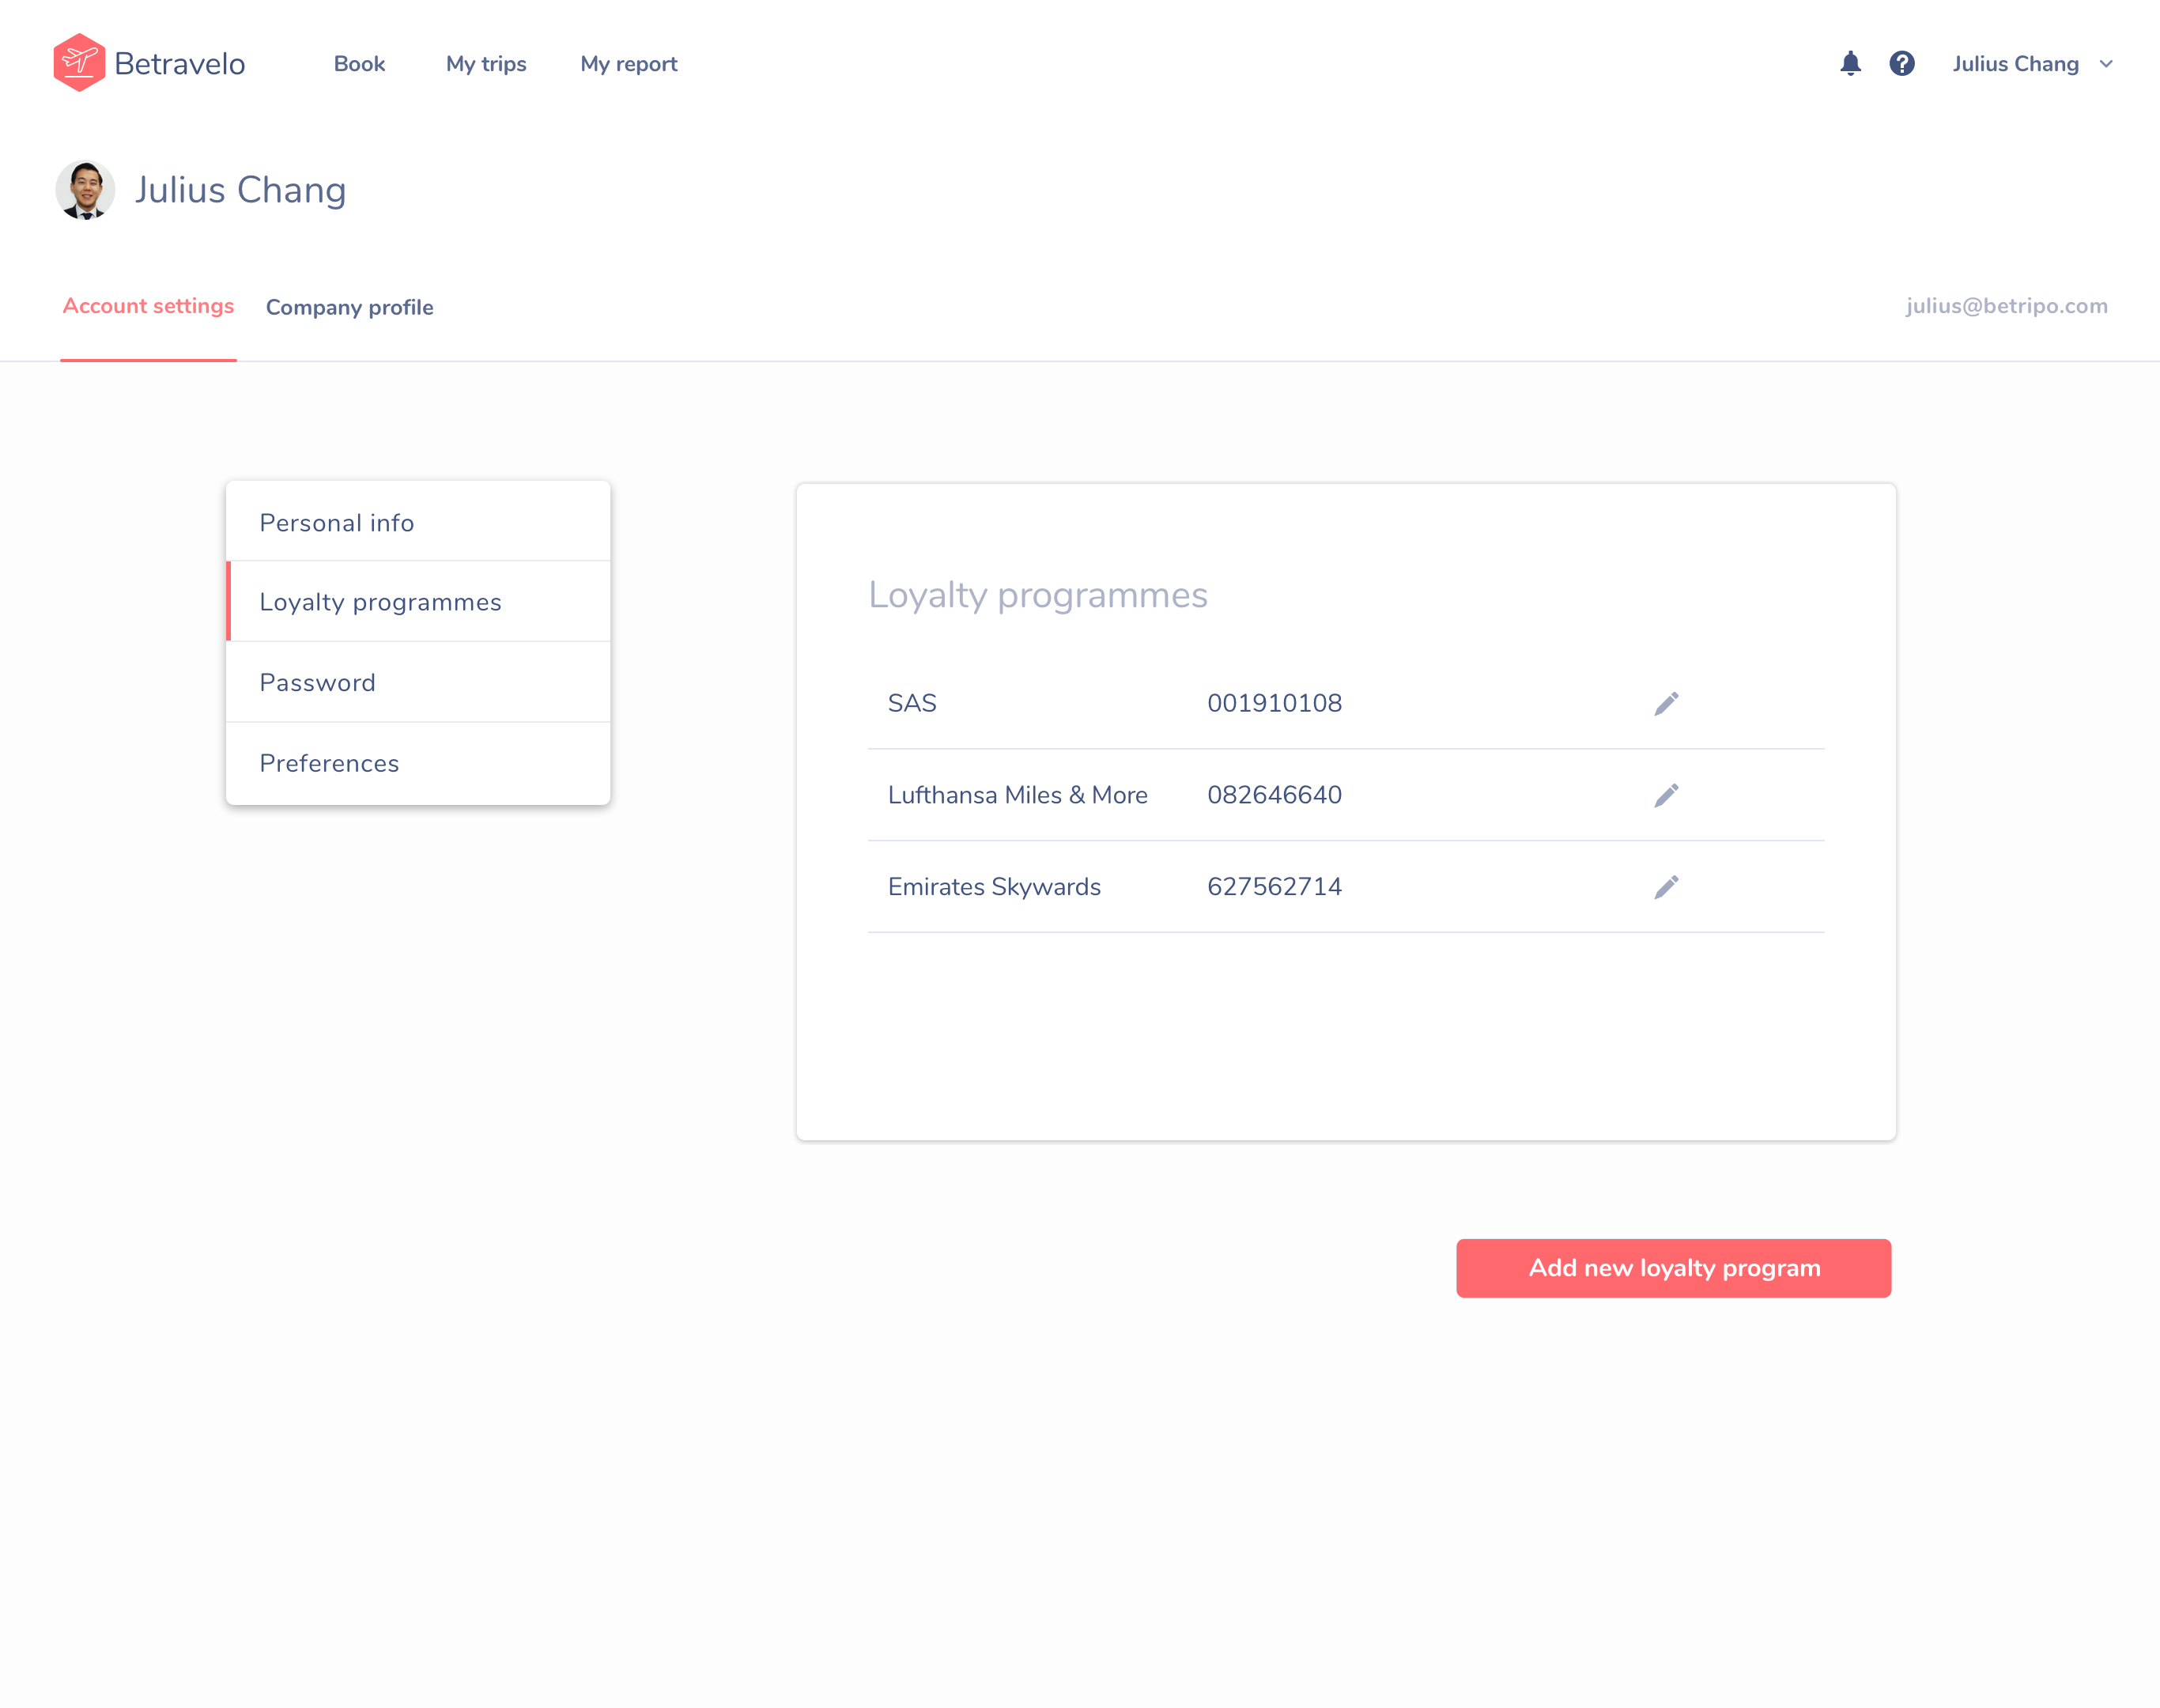 Betravelo Book My trips My report Julius Chang
Julius Chang
Account settings Company profile julius@betripo.com
Personal info
Loyalty programmes
Password
Preferences
Loyalty programmes
SAS 001910108
Lufthansa Miles & More 082646640
Emirates Skywards 627562714
Add new loyalty program